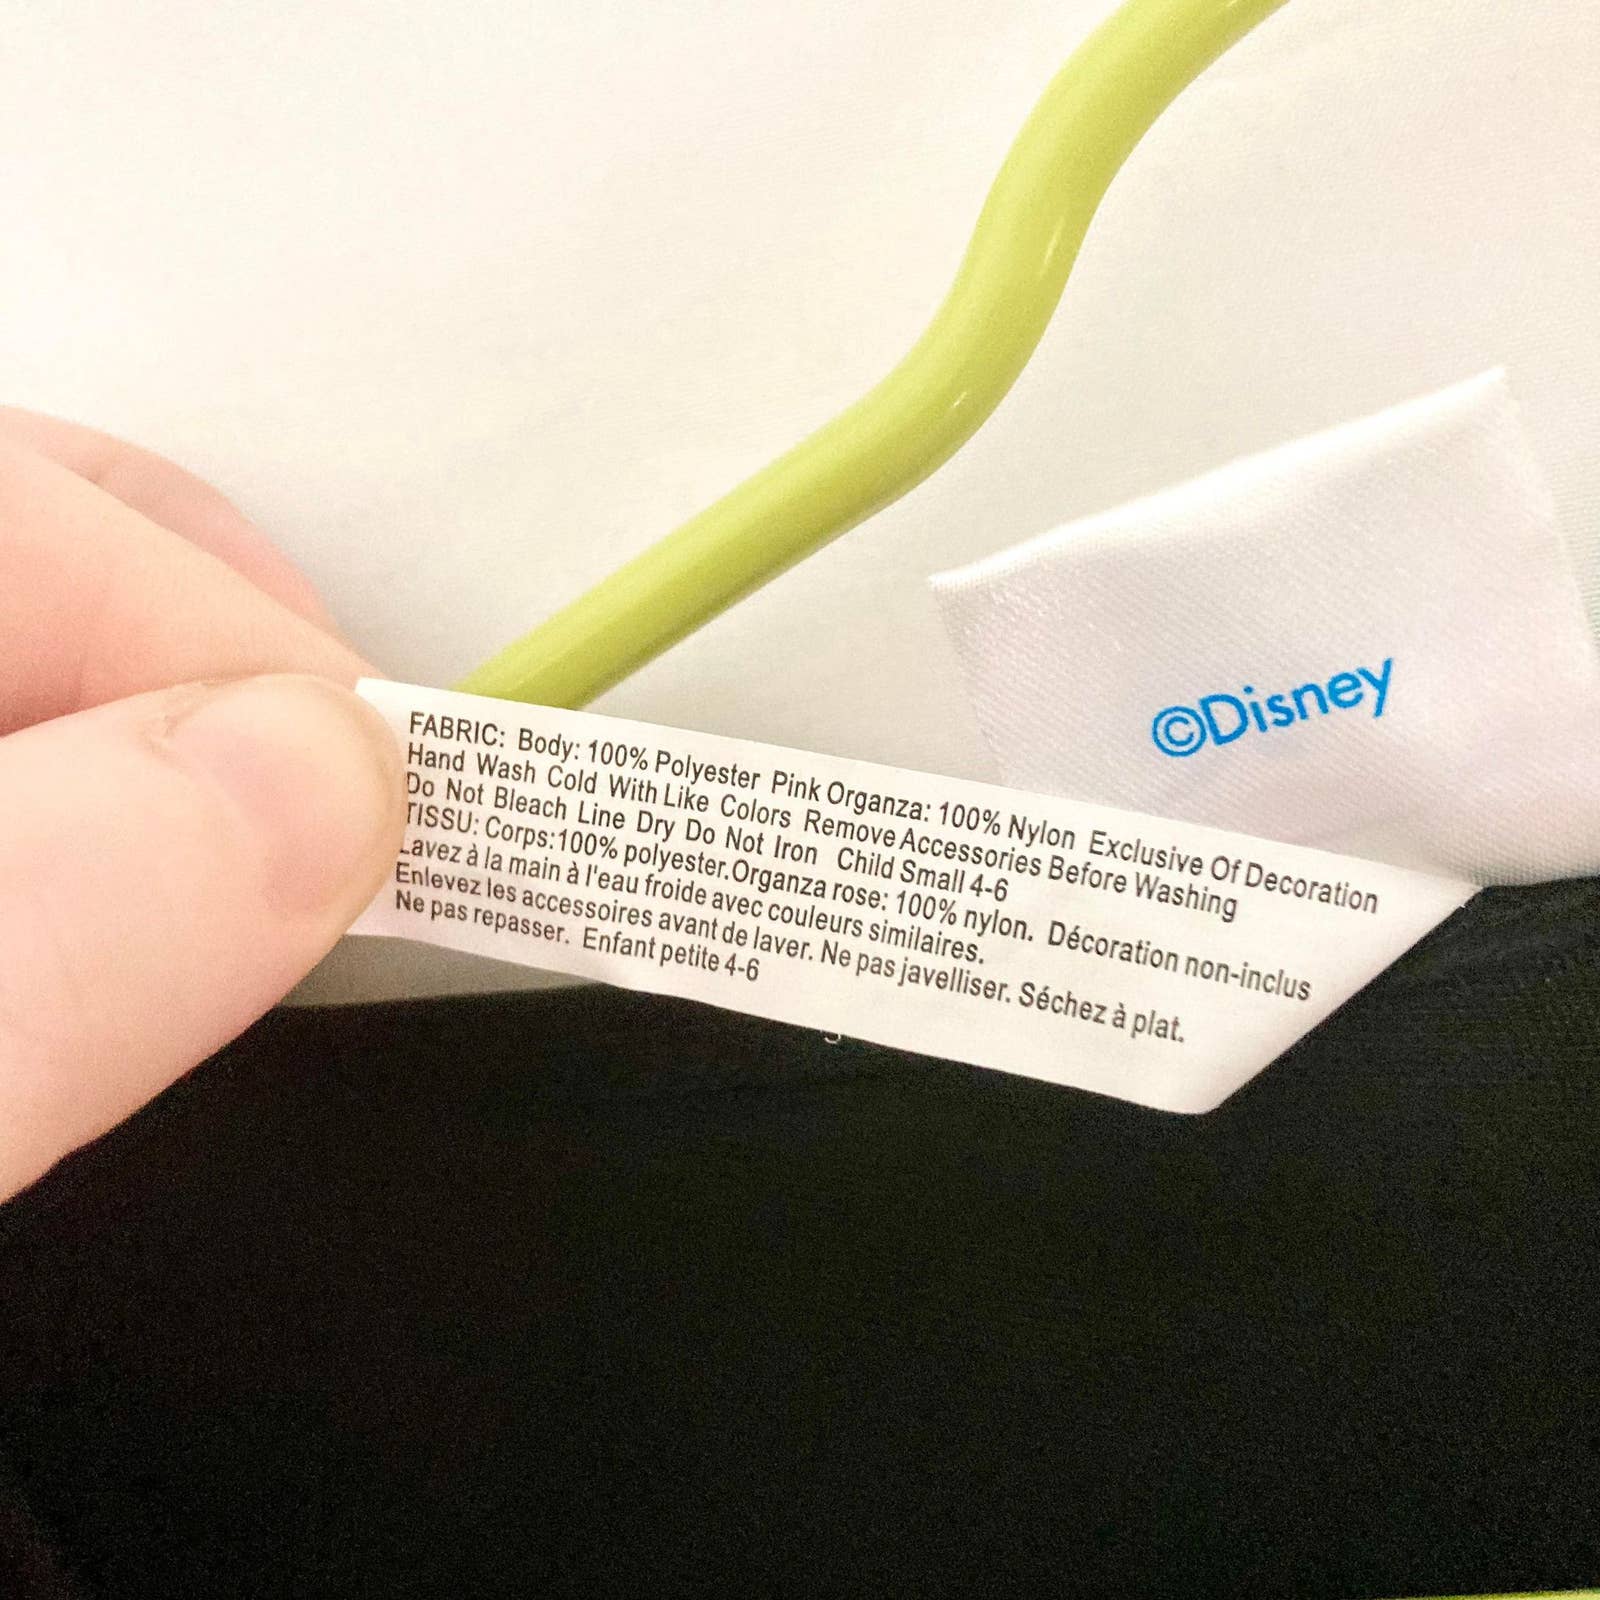 ©Disney
FABRIC: Body: 100% Polyester Pink Organza: 100% Nylon Exclusive Of Decoration
Hand Wash Cold With Like Colors Remove Accessories Before Washing
Do Not Bleach Line Dry Do Not Iron Child Small 4-6
TISSU: Corps:100% polyester.Organza rose: 100% nylon. Décoration non-inclus
Lavez à la main à l'eau froide avec couleurs similaires.
Enlevez les accessoires avant de laver. Ne pas javelliser. Séchez à plat.
Ne pas repasser. Enfant petite 4-6